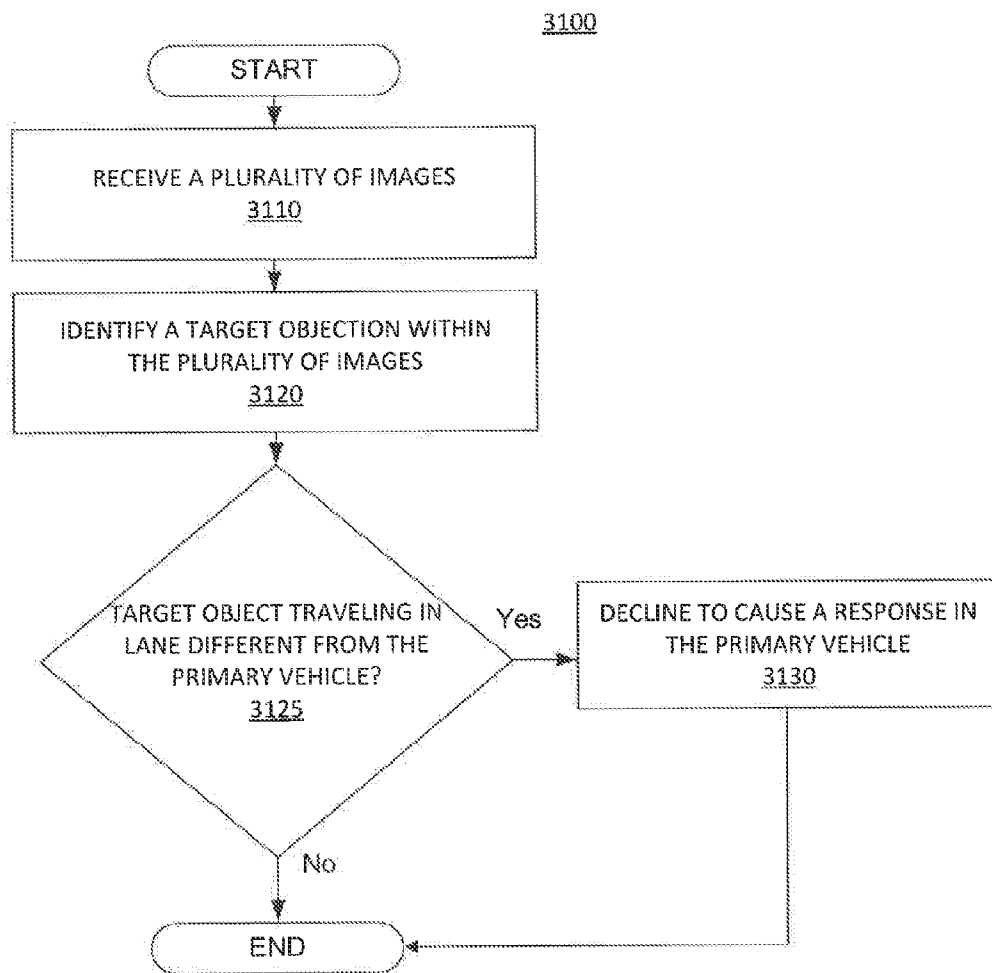 3100
START
RECEIVE A PLURALITY OF IMAGES
3110
IDENTIFY A TARGET OBJECTION WITHIN
THE PLURALITY OF IMAGES
3120
TARGET OBJECT TRAVELING IN
LANE DIFFERENT FROM THE
PRIMARY VEHICLE?
3125
Yes
DECLINE TO CAUSE A RESPONSE IN
THE PRIMARY VEHICLE
3130
No
END